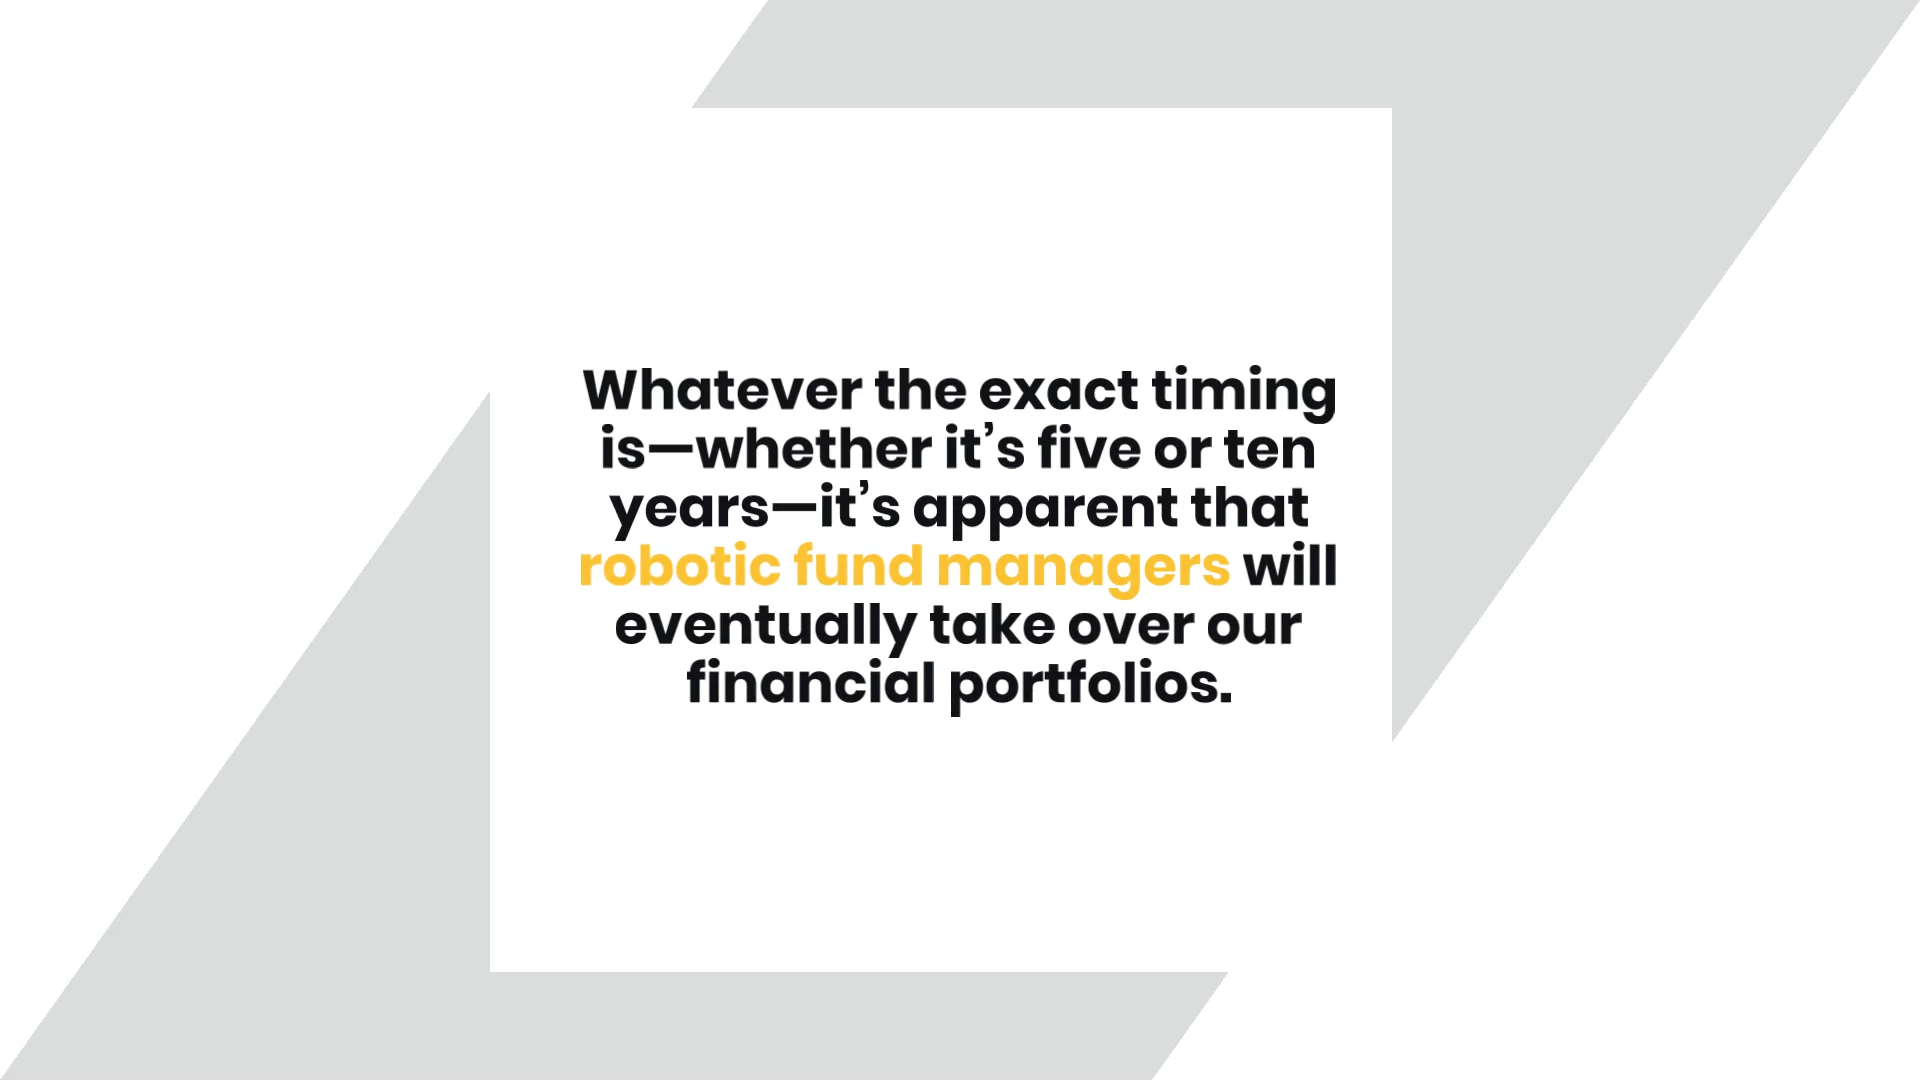 Whatever the exact timing
is—whether it’s five or ten
years—it’s apparent that
robotic fund managers will
eventually take over our
financial portfolios.